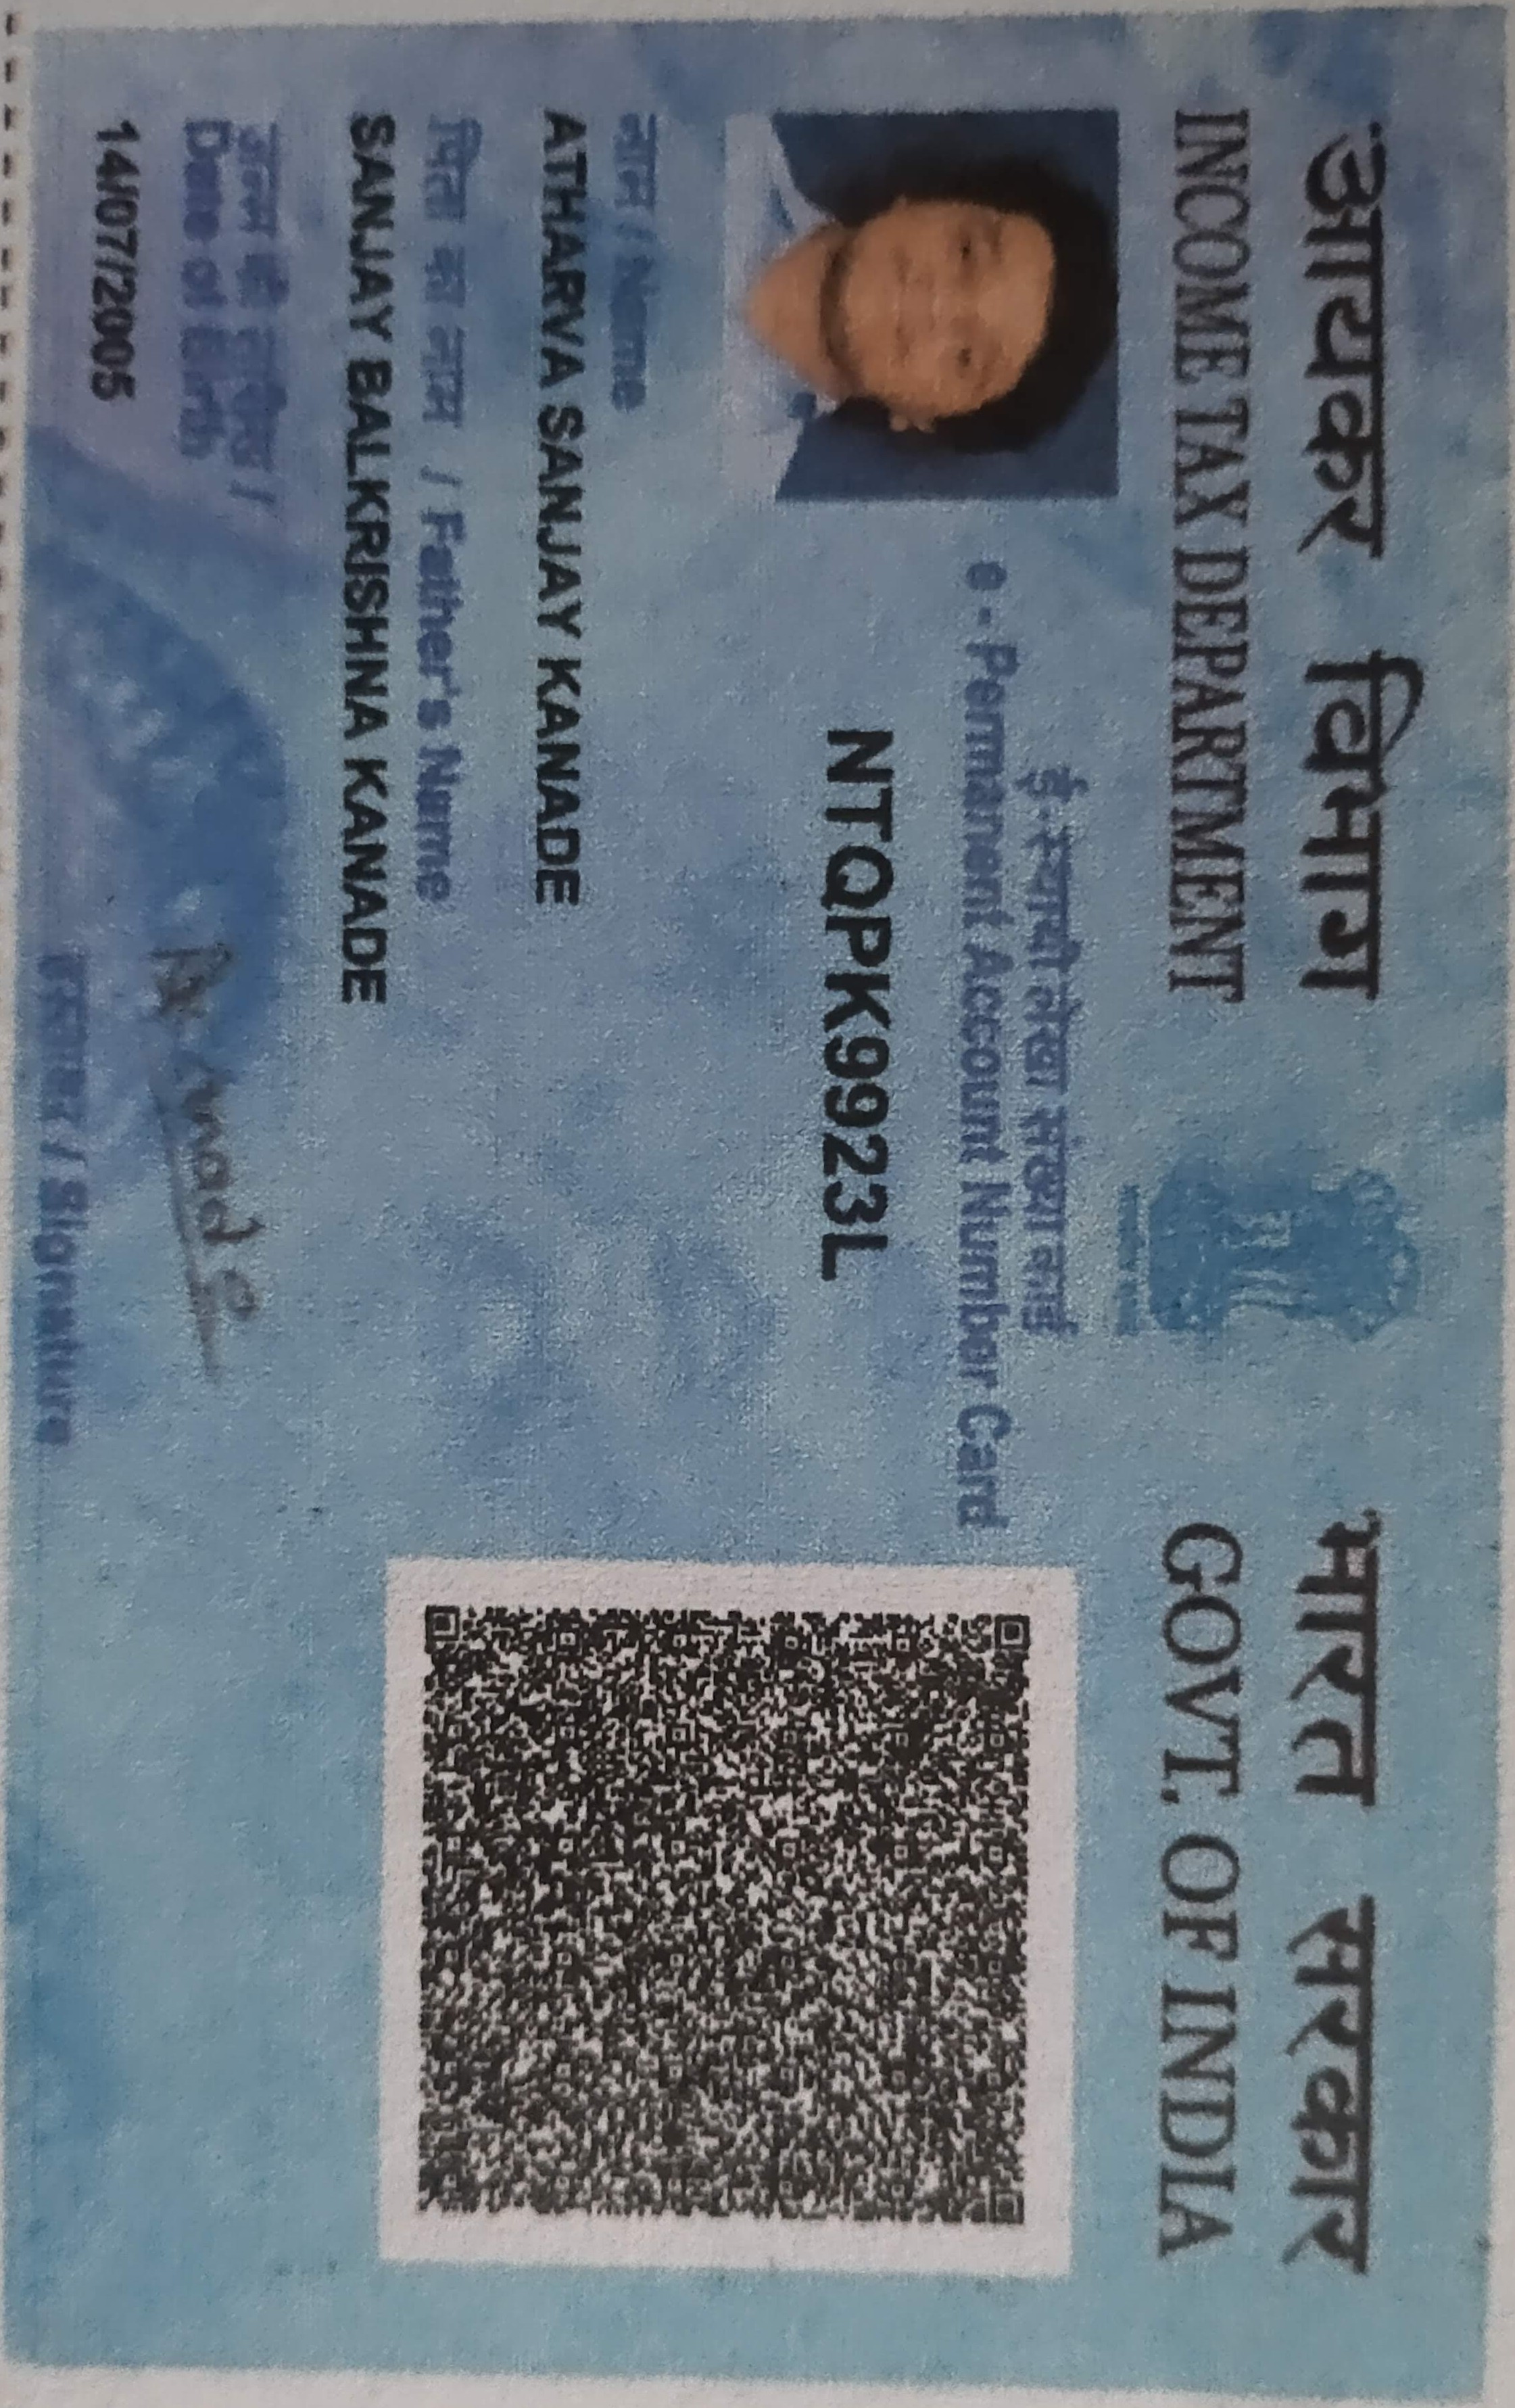 आयकर विभाग
INCOME TAX DEPARTMENT
भारत सरकार
GOVT. OF INDIA
ई-स्थायी लेखा संख्या कार्ड
e - Permanent Account Number Card
NTQPK9923L
नाम / Name
ATHARVA SANJAY KANADE
पिता का नाम / Father's Name
SANJAY BALKRISHNA KANADE
जन्म की तारीख /
Date of Birth
14/07/2005
हस्ताक्षर / Signature